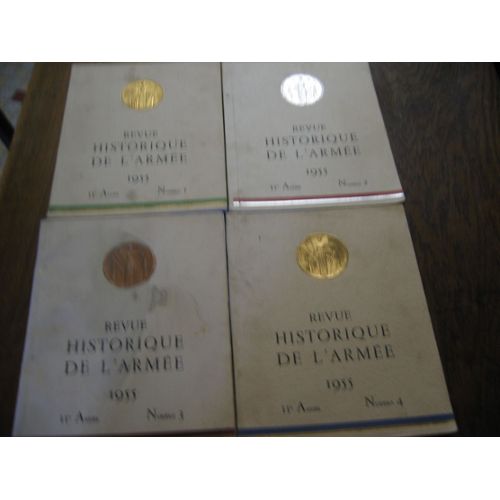 REVUE
HISTORIQUE
DE L'ARMÉE
1955
11e ANNÉE NUMÉRO 1
REVUE
HISTORIQUE
DE L'ARMÉE
1955
11e ANNÉE NUMÉRO 2
REVUE
HISTORIQUE
DE L'ARMÉE
1955
11e ANNÉE NUMÉRO 3
REVUE
HISTORIQUE
DE L'ARMÉE
1955
11e ANNÉE NUMÉRO 4